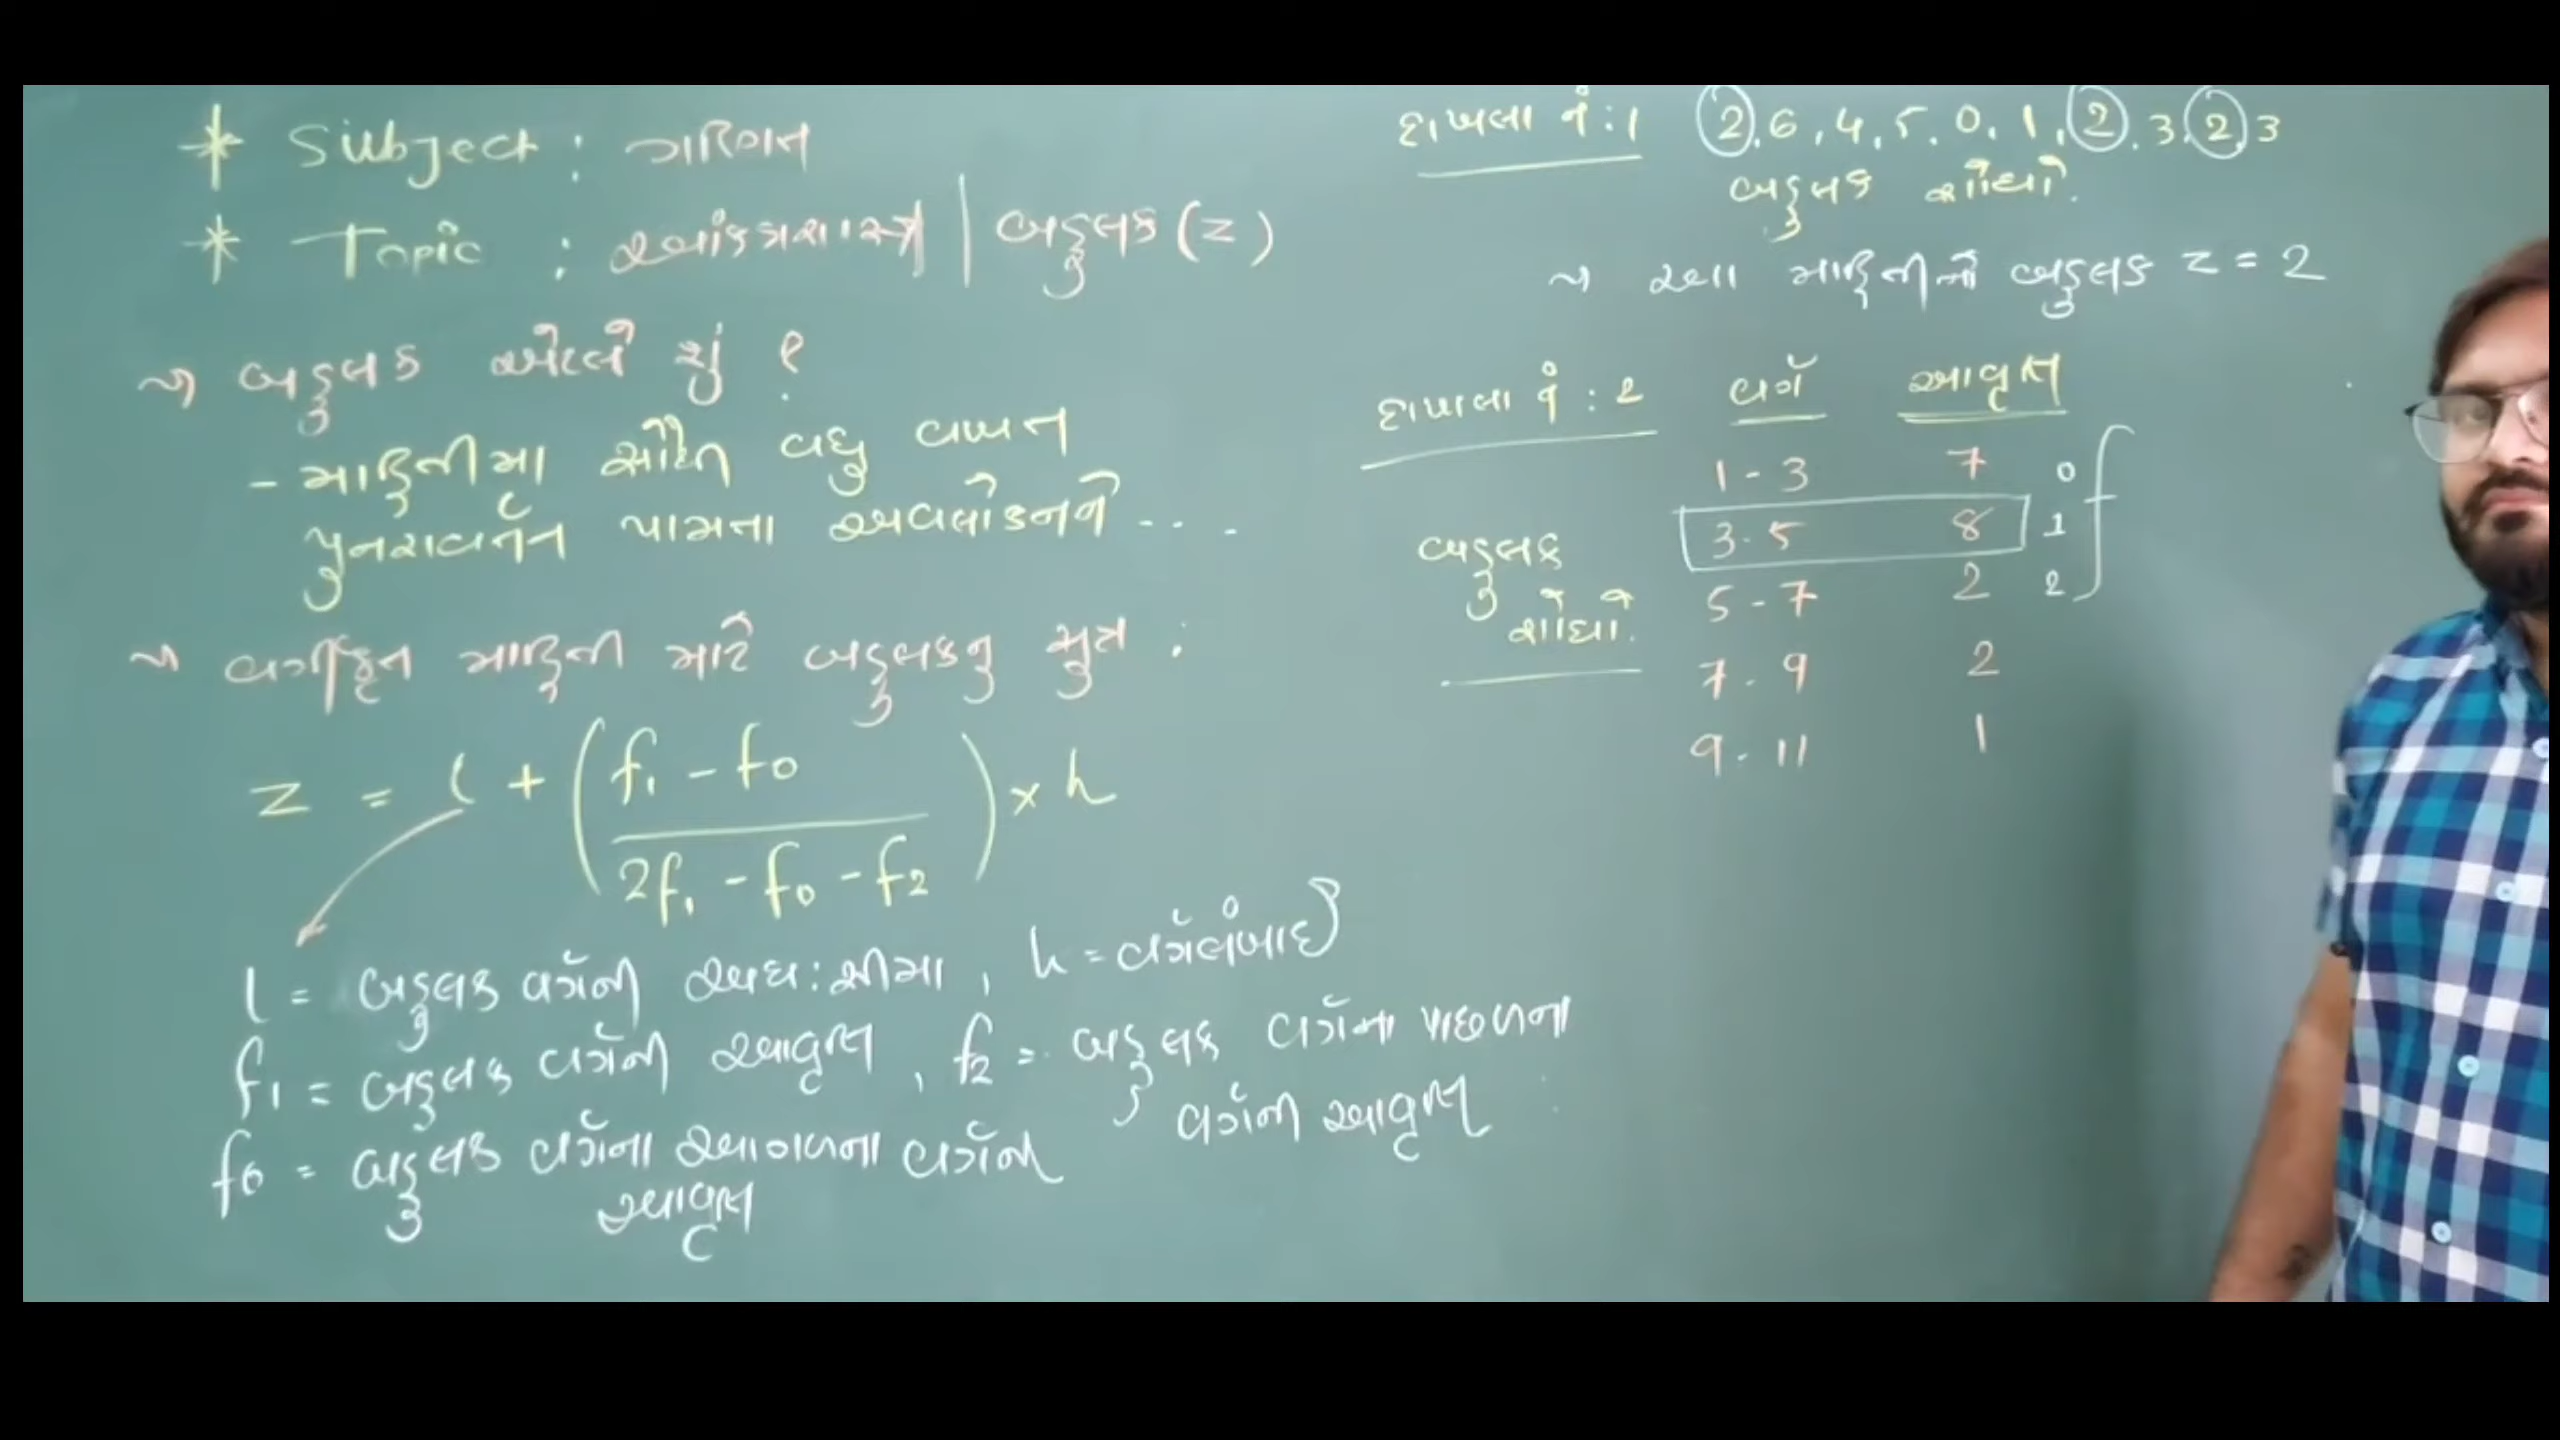 * Subject : ગણિત
* Topic : આંકડાશાસ્ત્ર | બહુલક (z)
~> બહુલક એટલે શું ?
- માહિતીમા સૌથી વધુ વખત
પુનરાવર્તન પામતા અવલોકનને - - -
~> વર્ગીકૃત માહિતી માટે બહુલકનુ સુત્ર :
z = l + ( f₁ - f₀ / 2f₁ - f₀ - f₂ ) × h
l = બહુલક વર્ગની અધ:સીમા , h = વર્ગલંબાઈ
f₁ = બહુલક વર્ગની આવૃત્તિ , f₂ = બહુલક વર્ગના પાછળના
વર્ગની આવૃત્તિ
f₀ = બહુલક વર્ગના આગળના વર્ગની
આવૃત્તિ
દાખલા નં : 1 2, 6, 4, 5, 0, 1, 2, 3, 2, 3
બહુલક શોધો.
~> આ માહિતીનો બહુલક z = 2
દાખલા નં : 2 વર્ગ આવૃત્તિ
1 - 3 7 0
બહુલક 3 - 5 8 1 f
શોધો. 5 - 7 2 2
7 - 9 2
9 - 11 1